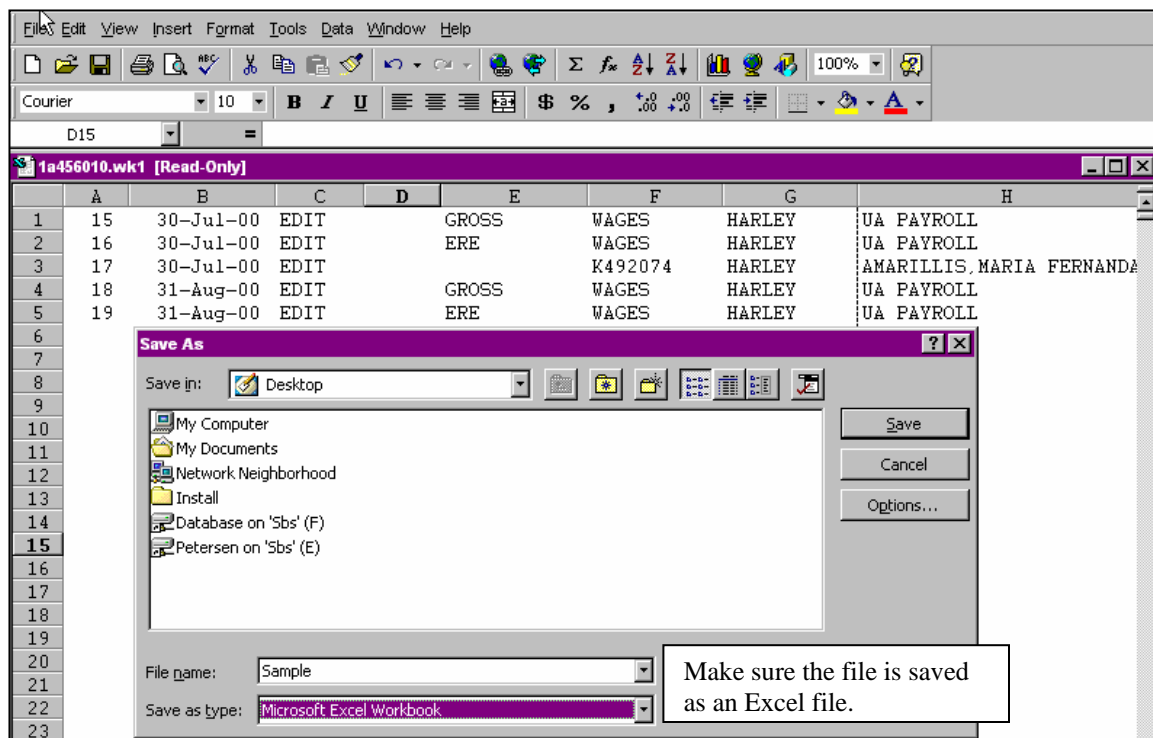 File Edit View Insert Format Tools Data Window Help
100%
Courier 10 B I U $ % ,
D15 =
1a456010.wk1 [Read-Only]
A B C D E F G H
1 15 30-Jul-00 EDIT GROSS WAGES HARLEY UA PAYROLL
2 16 30-Jul-00 EDIT ERE WAGES HARLEY UA PAYROLL
3 17 30-Jul-00 EDIT K492074 HARLEY AMARILLIS,MARIA FERNANDA
4 18 31-Aug-00 EDIT GROSS WAGES HARLEY UA PAYROLL
5 19 31-Aug-00 EDIT ERE WAGES HARLEY UA PAYROLL
6
Save As
7
8 Save in: Desktop
9
10 My Computer Save
11 My Documents
12 Network Neighborhood Cancel
13 Install
14 Database on 'Sbs' (F) Options...
15 Petersen on 'Sbs' (E)
16
17
18
19
20
21 File name: Sample
22 Save as type: Microsoft Excel Workbook
23
Make sure the file is saved
as an Excel file.